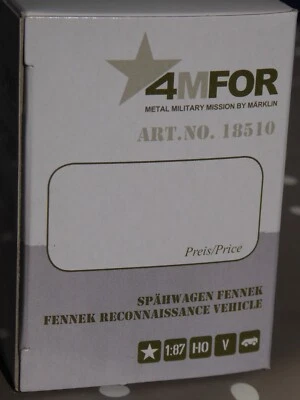 4MFOR
METAL MILITARY MISSION BY MÄRKLIN
ART.NO. 18510
Preis/Price
SPÄHWAGEN FENNEK
FENNEK RECONNAISSANCE VEHICLE
1:87 HO V